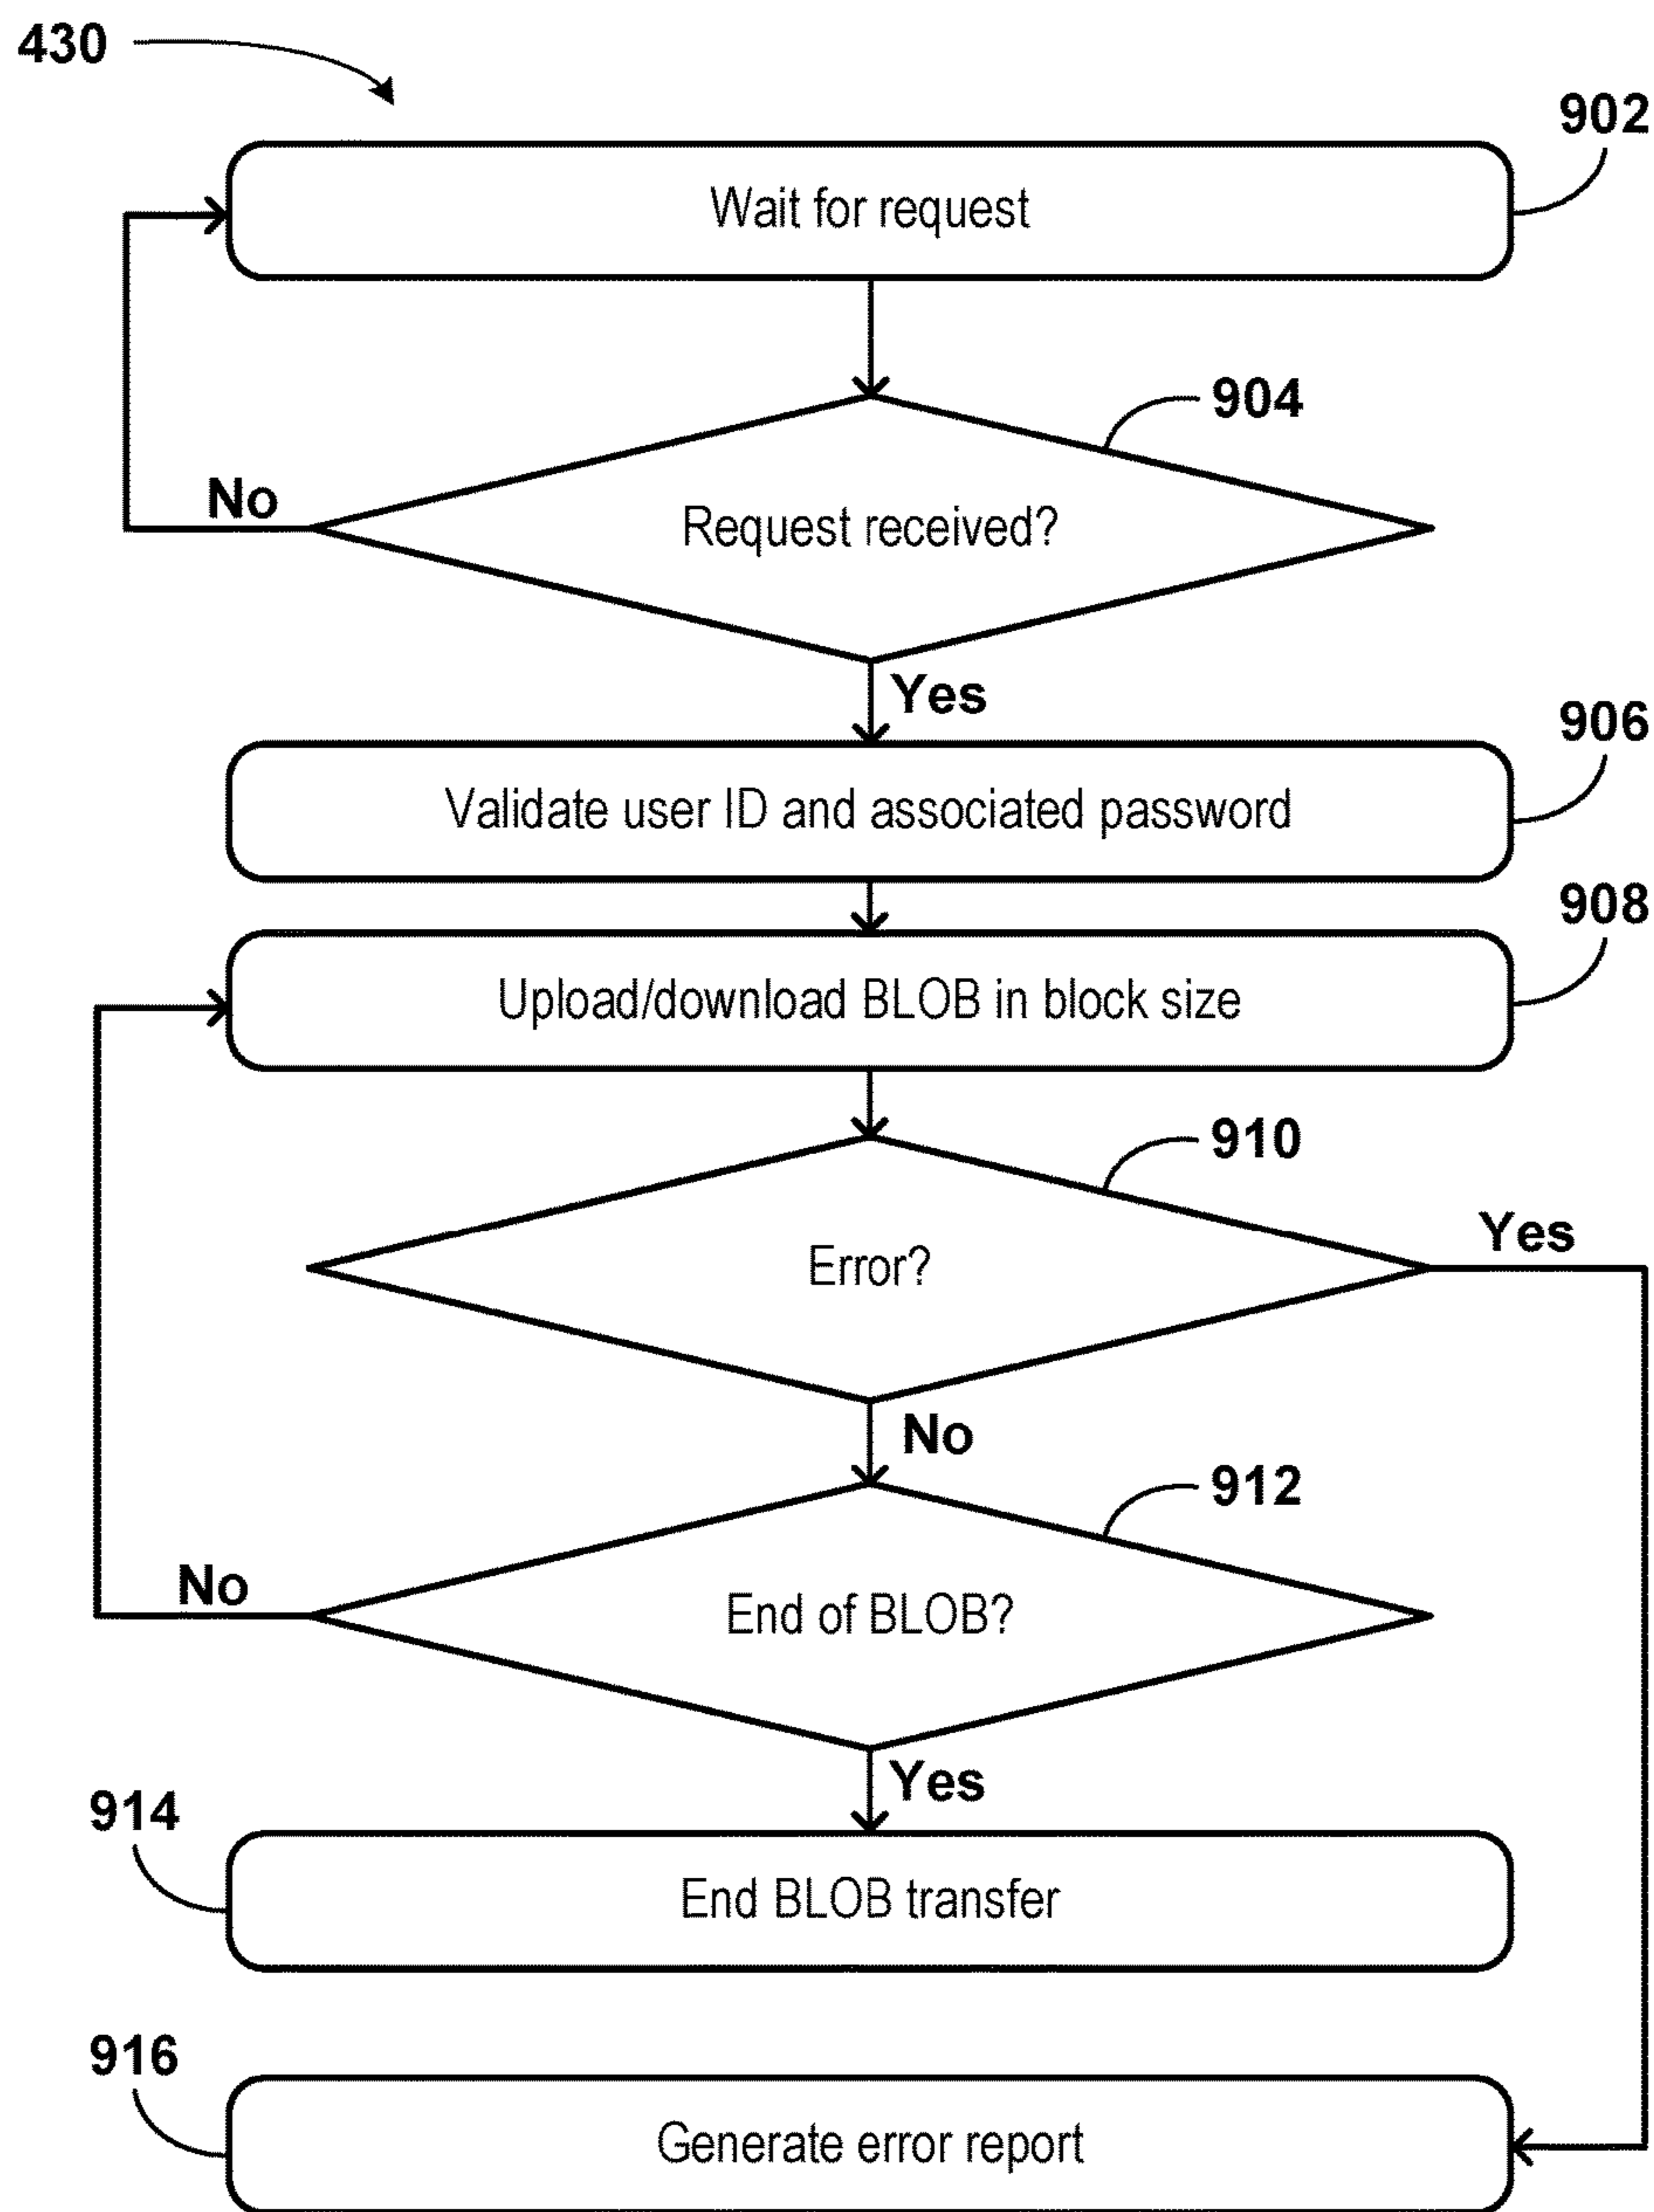 430
902
Wait for request
904
No
Request received?
Yes
906
Validate user ID and associated password
908
Upload/download BLOB in block size
910
Yes
Error?
No
912
No
End of BLOB?
Yes
914
End BLOB transfer
916
Generate error report